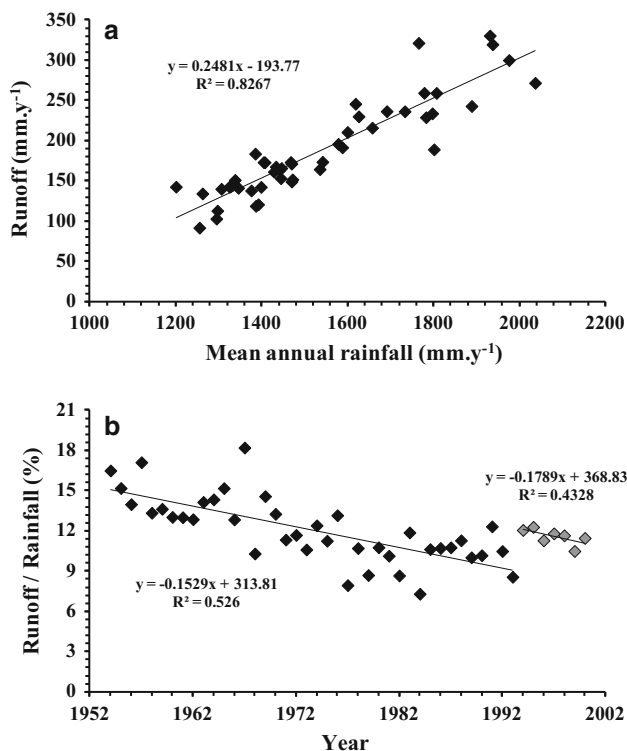 a
350
300
250
200
150
100
50
0
Runoff (mm.y⁻¹)
y = 0.2481x - 193.77
R² = 0.8267
1000 1200 1400 1600 1800 2000 2200
Mean annual rainfall (mm.y⁻¹)
b
21
18
15
12
9
6
3
0
Runoff / Rainfall (%)
y = -0.1789x + 368.83
R² = 0.4328
y = -0.1529x + 313.81
R² = 0.526
1952 1962 1972 1982 1992 2002
Year